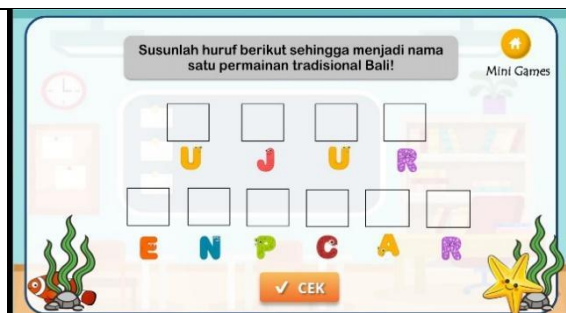 Susunlah huruf berikut sehingga menjadi nama
satu permainan tradisional Bali!
Mini Games
U J U R
E N P C A R
✓ CEK